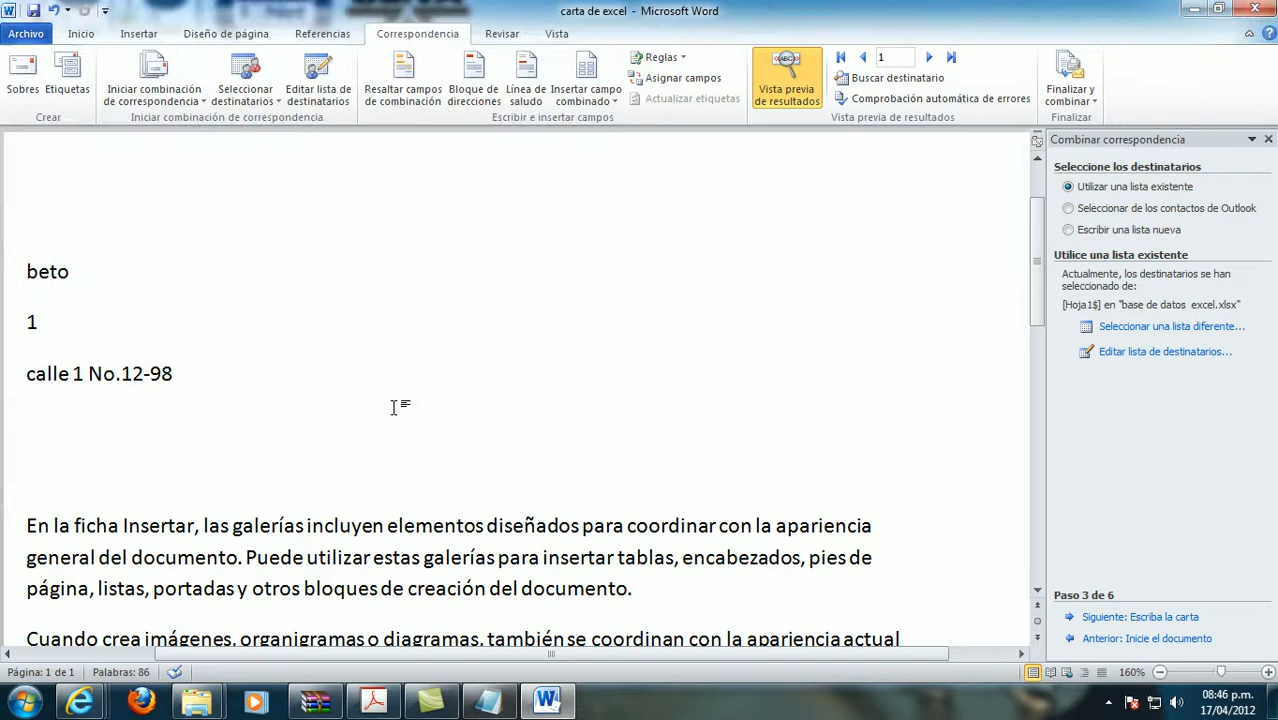 carta de excel - Microsoft Word
Archivo Inicio Insertar Diseño de página Referencias Correspondencia Revisar Vista
Sobres
Etiquetas
Crear
Iniciar combinación de correspondencia
Seleccionar destinatarios
Editar lista de destinatarios
Iniciar combinación de correspondencia
Resaltar campos de combinación
Bloque de direcciones
Línea de saludo
Insertar campo combinado
Reglas
Asignar campos
Actualizar etiquetas
Escribir e insertar campos
Vista previa de resultados
1
Buscar destinatario
Comprobación automática de errores
Vista previa de resultados
Finalizar y combinar
Finalizar
beto
1
calle 1 No.12-98
En la ficha Insertar, las galerías incluyen elementos diseñados para coordinar con la apariencia
general del documento. Puede utilizar estas galerías para insertar tablas, encabezados, pies de
página, listas, portadas y otros bloques de creación del documento.
Cuando crea imágenes, organigramas o diagramas, también se coordinan con la apariencia actual
Combinar correspondencia
Seleccione los destinatarios
Utilizar una lista existente
Seleccionar de los contactos de Outlook
Escribir una lista nueva
Utilice una lista existente
Actualmente, los destinatarios se han
seleccionado de:
[Hoja1$] en "base de datos excel.xlsx"
Seleccionar una lista diferente...
Editar lista de destinatarios...
Paso 3 de 6
Siguiente: Escriba la carta
Anterior: Inicie el documento
Página: 1 de 1 Palabras: 86 160%
08:46 p.m.
17/04/2012